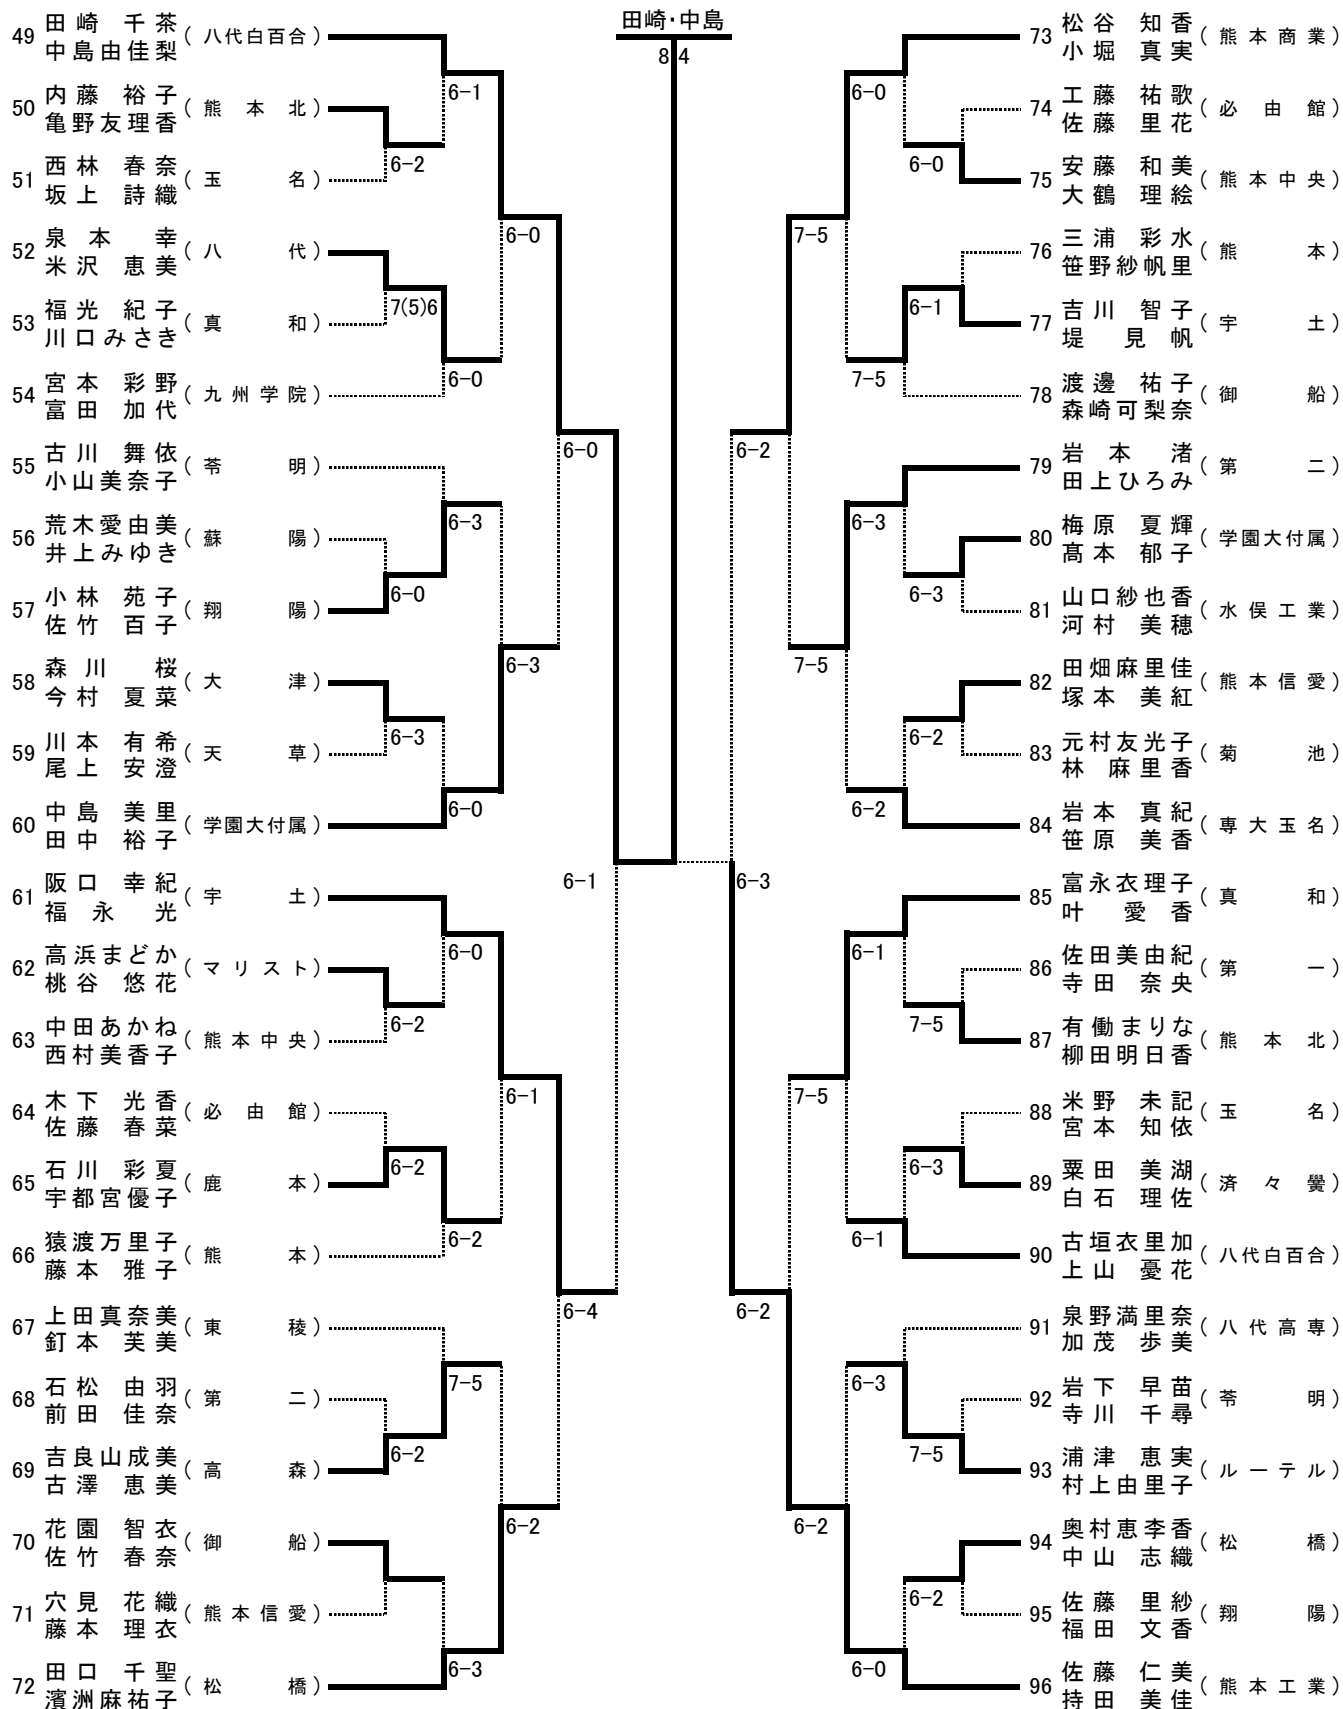 田崎・中島
8 4
49 田崎 千茶 (八代白百合)
中島由佳梨
6-1
50 内藤 裕子 (熊本北)
亀野友理香
6-2
51 西林 春奈 (玉名)
坂上 詩織
6-0
52 泉本 幸 (八代)
米沢 恵美
7(5)6
53 福光 紀子 (真和)
川口みさき
6-0
54 宮本 彩野 (九州学院)
富田 加代
6-0
55 古川 舞依 (苓明)
小山美奈子
6-3
56 荒木愛由美 (蘇陽)
井上みゆき
6-0
57 小林 苑子 (翔陽)
佐竹 百子
6-3
58 森川 桜 (大津)
今村 夏菜
6-3
59 川本 有希 (天草)
尾上 安澄
6-0
60 中島 美里 (学園大付属)
田中 裕子
6-1
61 阪口 幸紀 (宇土)
福永 光
6-0
62 高浜まどか (マリスト)
桃谷 悠花
6-2
63 中田あかね (熊本中央)
西村美香子
6-1
64 木下 光香 (必由館)
佐藤 春菜
6-2
65 石川 彩夏 (鹿本)
宇都宮優子
6-2
66 猿渡万里子 (熊本)
藤本 雅子
6-4
67 上田真奈美 (東稜)
釘本 芙美
7-5
68 石松 由羽 (第二)
前田 佳奈
6-2
69 吉良山成美 (高森)
古澤 恵美
6-2
70 花園 智衣 (御船)
佐竹 春奈
71 穴見 花織 (熊本信愛)
藤本 理衣
6-3
72 田口 千聖 (松橋)
濱洲麻祐子
73 松谷 知香 (熊本商業)
小堀 真実
6-0
74 工藤 祐歌 (必由館)
佐藤 里花
6-0
75 安藤 和美 (熊本中央)
大鶴 理絵
7-5
76 三浦 彩水 (熊本)
笹野紗帆里
6-1
77 吉川 智子 (宇土)
堤 見帆
7-5
78 渡邊 祐子 (御船)
森崎可梨奈
6-2
79 岩本 渚 (第二)
田上ひろみ
6-3
80 梅原 夏輝 (学園大付属)
髙本 郁子
6-3
81 山口紗也香 (水俣工業)
河村 美穂
7-5
82 田畑麻里佳 (熊本信愛)
塚本 美紅
6-2
83 元村友光子 (菊池)
林 麻里香
6-2
84 岩本 真紀 (専大玉名)
笹原 美香
6-3
85 富永衣理子 (真和)
叶 愛香
6-1
86 佐田美由紀 (第一)
寺田 奈央
7-5
87 有働まりな (熊本北)
柳田明日香
7-5
88 米野 未記 (玉名)
宮本 知依
6-3
89 粟田 美湖 (済々黌)
白石 理佐
6-1
90 古垣衣里加 (八代白百合)
上山 憂花
6-2
91 泉野満里奈 (八代高専)
加茂 歩美
6-3
92 岩下 早苗 (苓明)
寺川 千尋
7-5
93 浦津 恵実 (ルーテル)
村上由里子
6-2
94 奥村恵李香 (松橋)
中山 志織
6-2
95 佐藤 里紗 (翔陽)
福田 文香
6-0
96 佐藤 仁美 (熊本工業)
持田 美佳